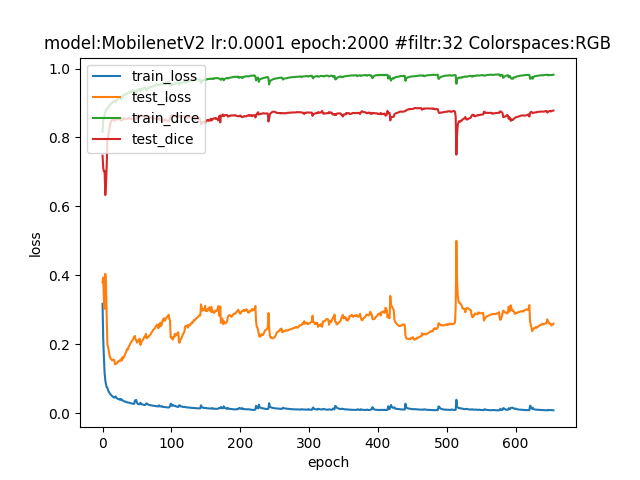 model:MobilenetV2 lr:0.0001 epoch:2000 #filtr:32 Colorspaces:RGB
train_loss
test_loss
train_dice
test_dice
1.0
0.8
0.6
0.4
0.2
0.0
loss
0 100 200 300 400 500 600
epoch